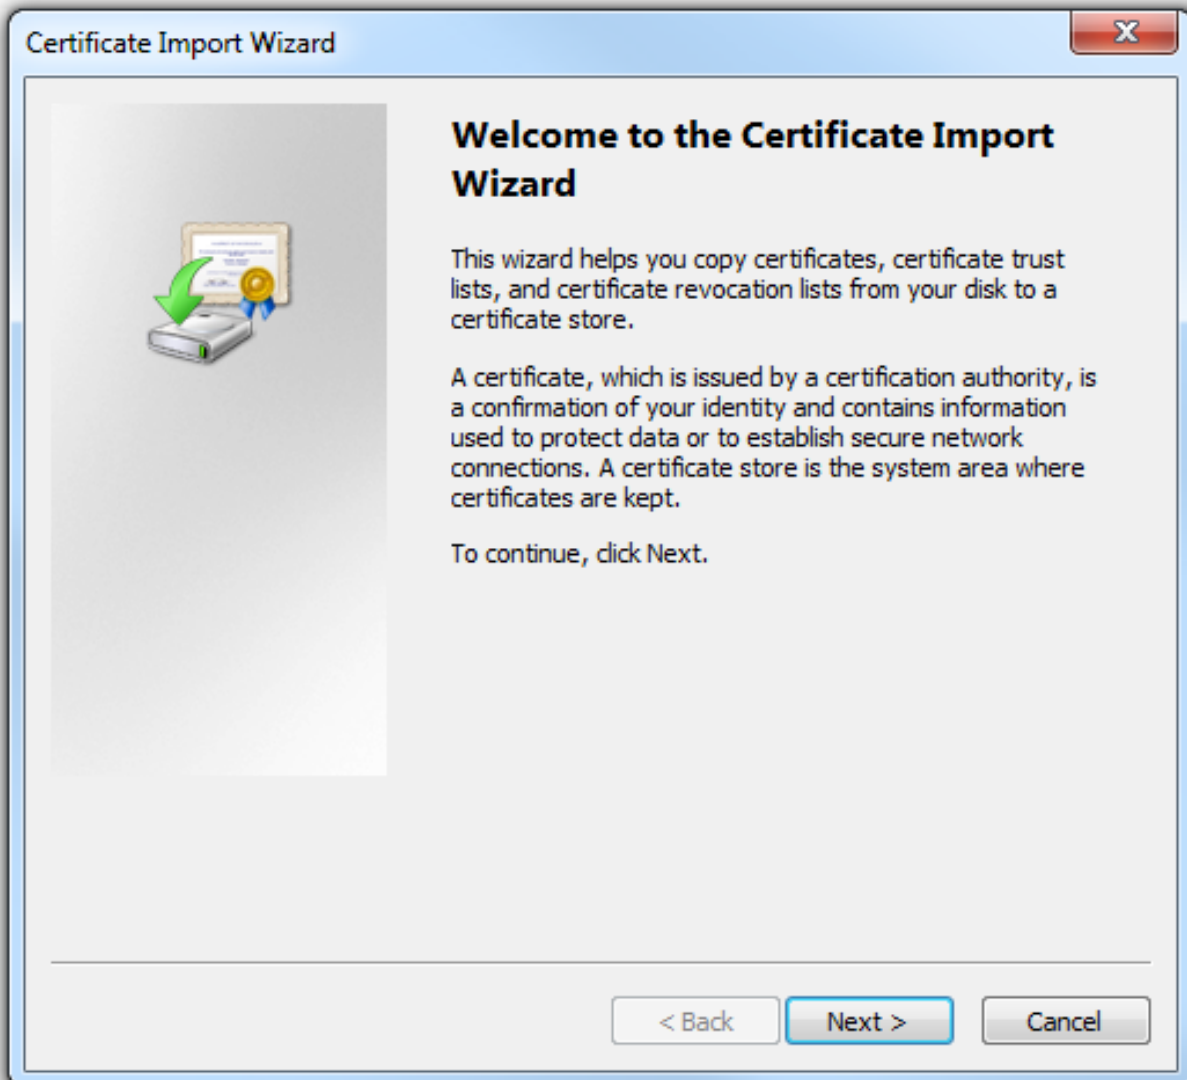 Certificate Import Wizard
Welcome to the Certificate Import
Wizard
This wizard helps you copy certificates, certificate trust
lists, and certificate revocation lists from your disk to a
certificate store.
A certificate, which is issued by a certification authority, is
a confirmation of your identity and contains information
used to protect data or to establish secure network
connections. A certificate store is the system area where
certificates are kept.
To continue, click Next.
< Back
Next >
Cancel